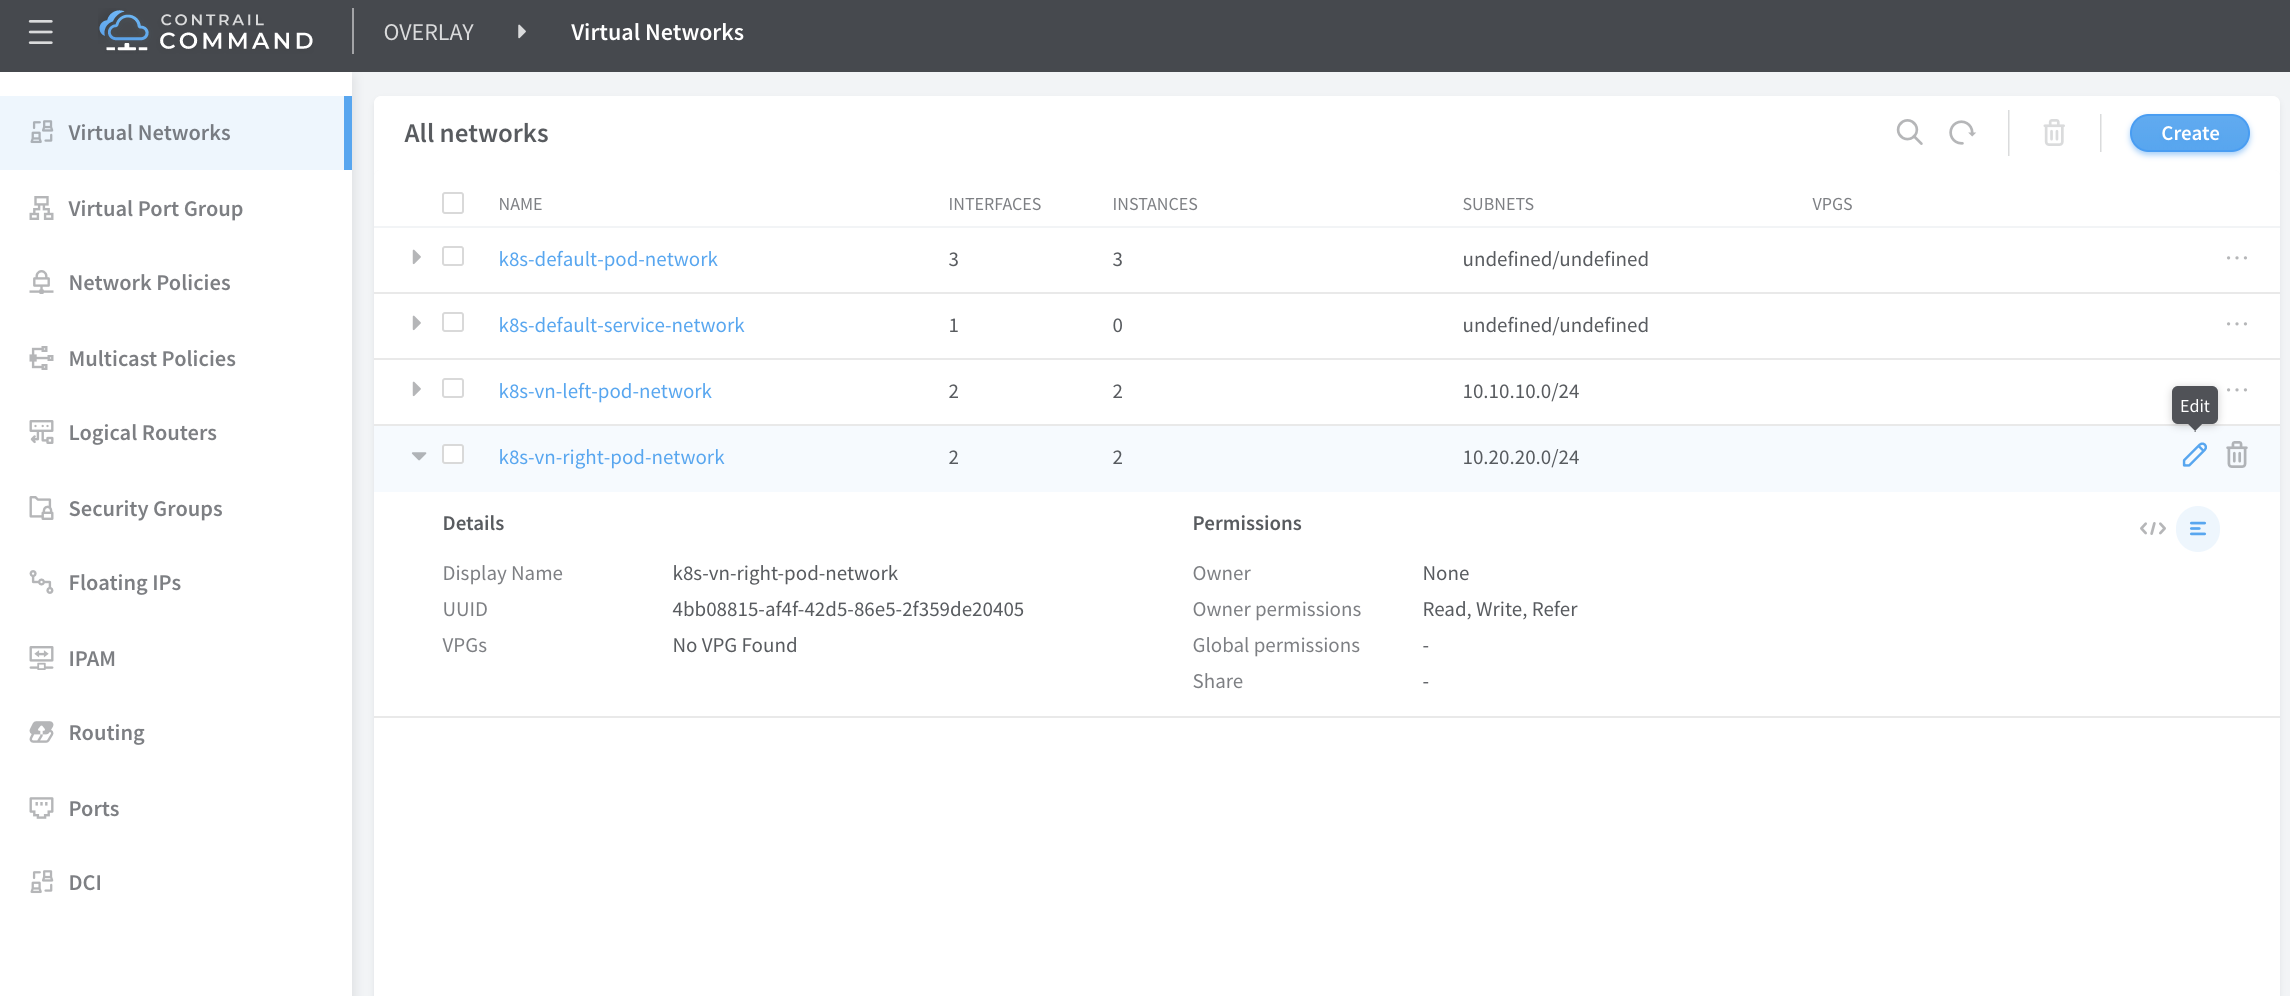 CONTRAIL
COMMAND
OVERLAY
Virtual Networks
Virtual Networks
Virtual Port Group
Network Policies
Multicast Policies
Logical Routers
Security Groups
Floating IPs
IPAM
Routing
Ports
DCI
All networks
Create
NAME INTERFACES INSTANCES SUBNETS VPGS
k8s-default-pod-network 3 3 undefined/undefined
k8s-default-service-network 1 0 undefined/undefined
k8s-vn-left-pod-network 2 2 10.10.10.0/24
Edit
k8s-vn-right-pod-network 2 2 10.20.20.0/24
Details
Display Name k8s-vn-right-pod-network
UUID 4bb08815-af4f-42d5-86e5-2f359de20405
VPGs No VPG Found
Permissions
Owner None
Owner permissions Read, Write, Refer
Global permissions -
Share -